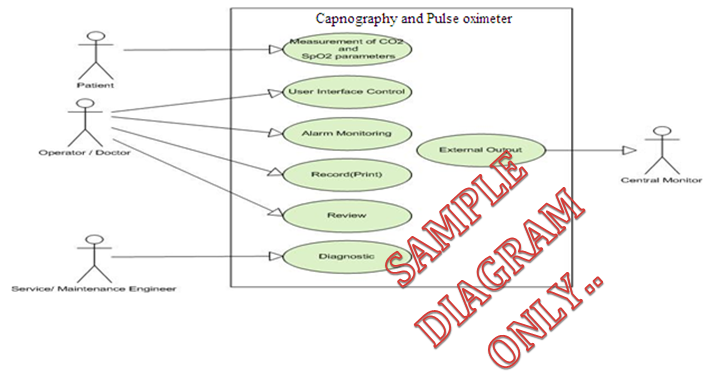 Capnography and Pulse oximeter
Measurement of CO2
and
SpO2 parameters
Patient
User Interface Control
Operator / Doctor
Alarm Monitoring
External Output
Central Monitor
Record(Print)
Review
Diagnostic
Service/ Maintenance Engineer
SAMPLE
DIAGRAM
ONLY..